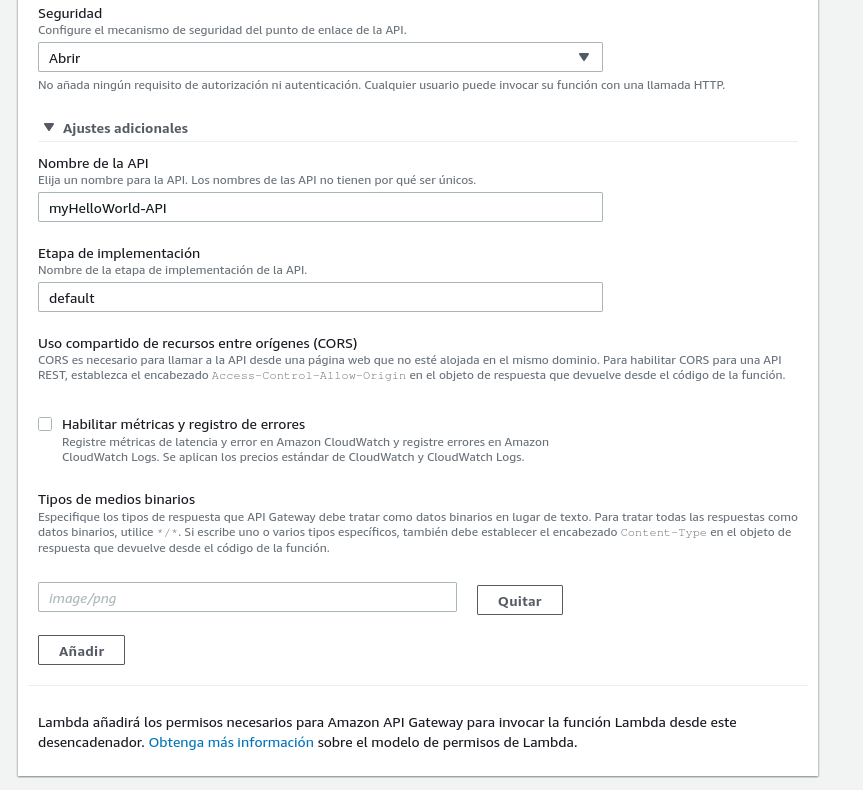 Seguridad
Configure el mecanismo de seguridad del punto de enlace de la API.
Abrir
No añada ningún requisito de autorización ni autenticación. Cualquier usuario puede invocar su función con una llamada HTTP.
Ajustes adicionales
Nombre de la API
Elija un nombre para la API. Los nombres de las API no tienen por qué ser únicos.
myHelloWorld-API
Etapa de implementación
Nombre de la etapa de implementación de la API.
default
Uso compartido de recursos entre orígenes (CORS)
CORS es necesario para llamar a la API desde una página web que no esté alojada en el mismo dominio. Para habilitar CORS para una API
REST, establezca el encabezado Access-Control-Allow-Origin en el objeto de respuesta que devuelve desde el código de la función.
Habilitar métricas y registro de errores
Registre métricas de latencia y error en Amazon CloudWatch y registre errores en Amazon
CloudWatch Logs. Se aplican los precios estándar de CloudWatch y CloudWatch Logs.
Tipos de medios binarios
Especifique los tipos de respuesta que API Gateway debe tratar como datos binarios en lugar de texto. Para tratar todas las respuestas como
datos binarios, utilice */*. Si escribe uno o varios tipos específicos, también debe establecer el encabezado Content-Type en el objeto de
respuesta que devuelve desde el código de la función.
image/png
Quitar
Añadir
Lambda añadirá los permisos necesarios para Amazon API Gateway para invocar la función Lambda desde este
desencadenador. Obtenga más información sobre el modelo de permisos de Lambda.